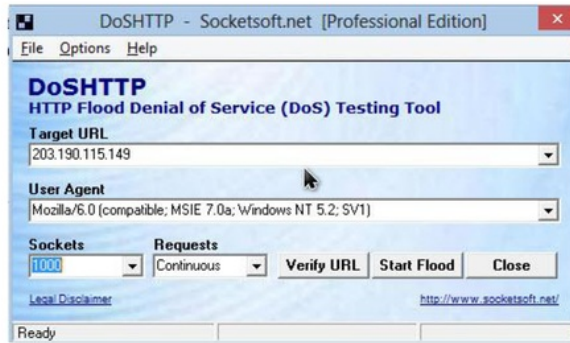 DoSHTTP - Socketsoft.net [Professional Edition]
File Options Help
DoSHTTP
HTTP Flood Denial of Service (DoS) Testing Tool
Target URL
203.190.115.149
User Agent
Mozilla/6.0 (compatible; MSIE 7.0a; Windows NT 5.2; SV1)
Sockets Requests
1000 Continuous Verify URL Start Flood Close
Legal Disclaimer http://www.socketsoft.net/
Ready